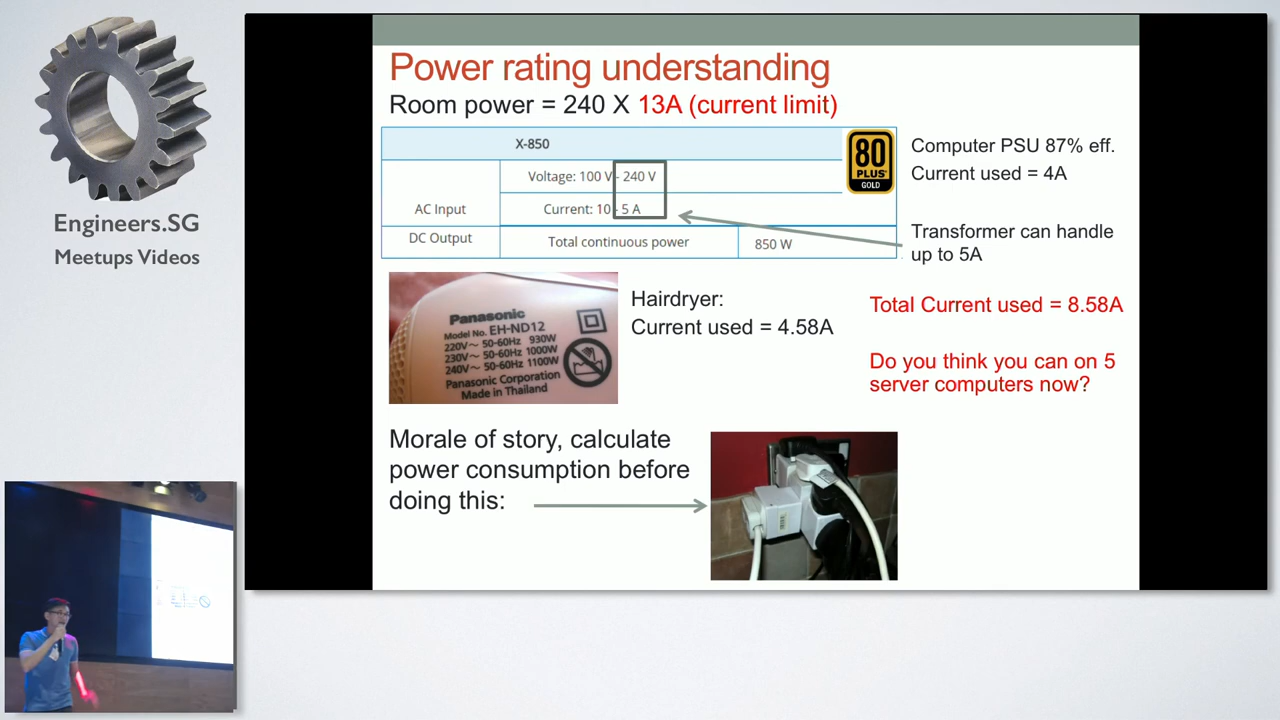 Engineers.SG
Meetups Videos
Power rating understanding
Room power = 240 X 13A (current limit)
X-850
Voltage: 100 V - 240 V
AC Input
Current: 10 - 5 A
DC Output
Total continuous power
850 W
80
PLUS
GOLD
Computer PSU 87% eff.
Current used = 4A
Transformer can handle
up to 5A
Panasonic
Model No. EH-ND12
220V~ 50-60Hz 930W
230V~ 50-60Hz 1000W
240V~ 50-60Hz 1100W
Panasonic Corporation
Made in Thailand
Hairdryer:
Current used = 4.58A
Total Current used = 8.58A
Do you think you can on 5
server computers now?
Morale of story, calculate
power consumption before
doing this: